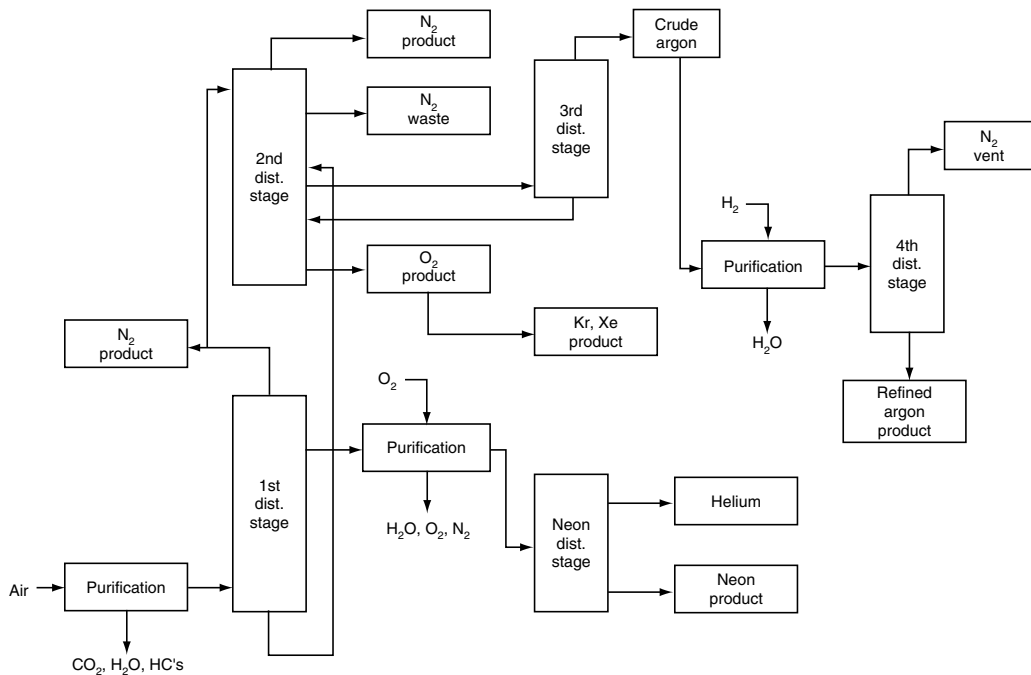 N₂
product
Crude
argon
N₂
waste
2nd
dist.
stage
3rd
dist.
stage
N₂
vent
H₂
O₂
product
Purification
4th
dist.
stage
Kr, Xe
product
H₂O
N₂
product
O₂
Refined
argon
product
Purification
1st
dist.
stage
H₂O, O₂, N₂
Neon
dist.
stage
Helium
Air
Purification
Neon
product
CO₂, H₂O, HC's